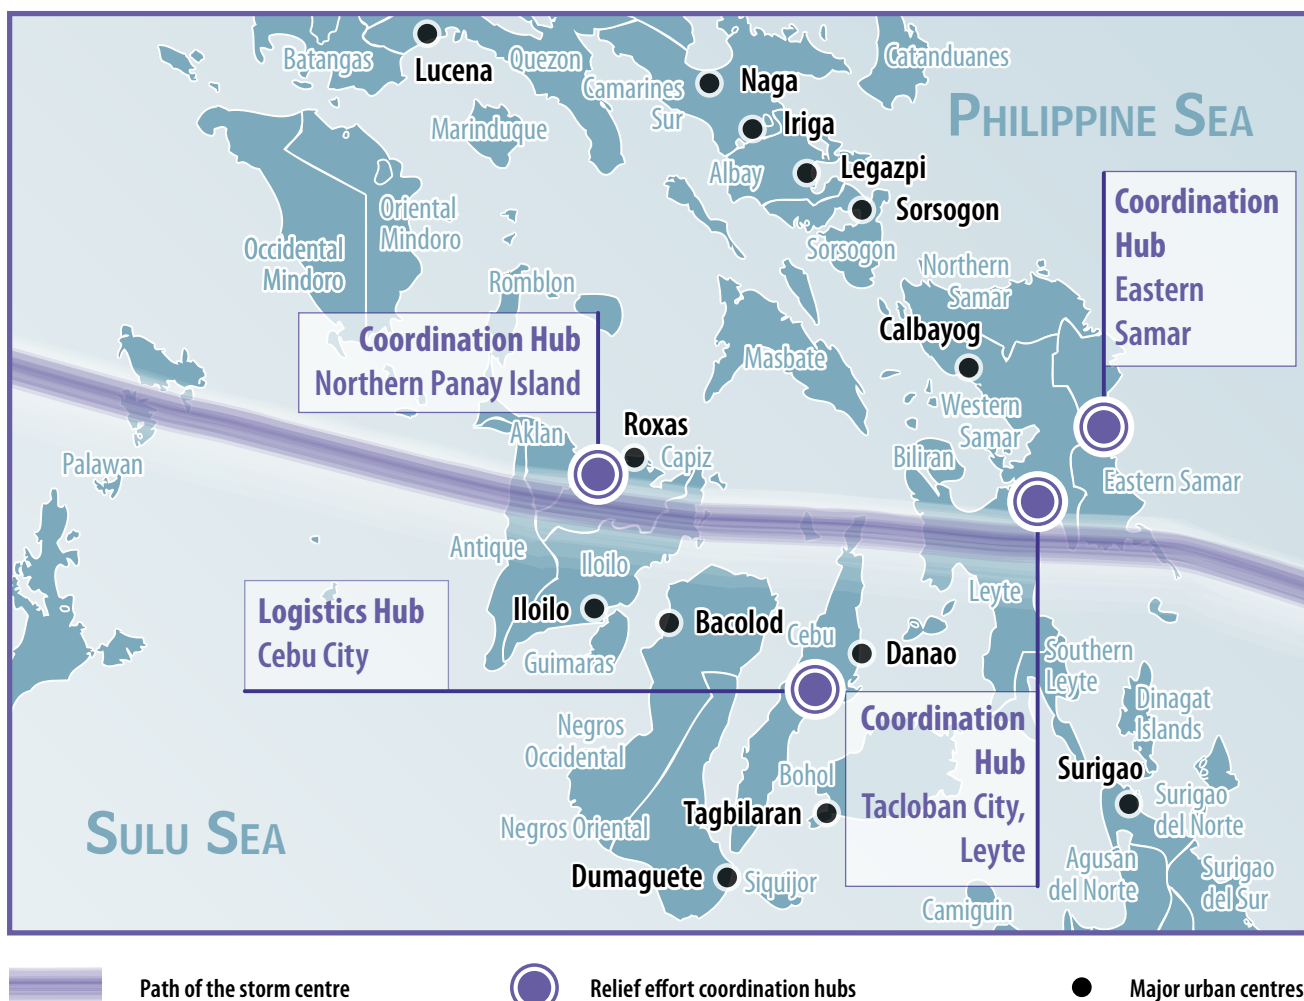 Batangas
Lucena
Quezon
Catanduanes
Camarines
Sur
Naga
PHILIPPINE SEA
Marinduque
Iriga
Albay
Legazpi
Sorsogon
Sorsogon
Coordination
Hub
Eastern
Samar
Oriental
Mindoro
Occidental
Mindoro
Romblon
Northern
Samar
Calbayog
Coordination Hub
Northern Panay Island
Masbate
Western
Samar
Roxas
Aklan
Capiz
Biliran
Palawan
Eastern Samar
Antique
Iloilo
Leyte
Logistics Hub
Cebu City
Iloilo
Bacolod
Cebu
Danao
Guimaras
Southern
Leyte
Dinagat
Islands
Coordination
Hub
Tacloban City,
Leyte
Negros
Occidental
Bohol
Surigao
Surigao
del Norte
Tagbilaran
SULU SEA
Negros Oriental
Dumaguete
Siquijor
Agusan
del Norte
Surigao
del Sur
Camiguin
Path of the storm centre
Relief effort coordination hubs
Major urban centres